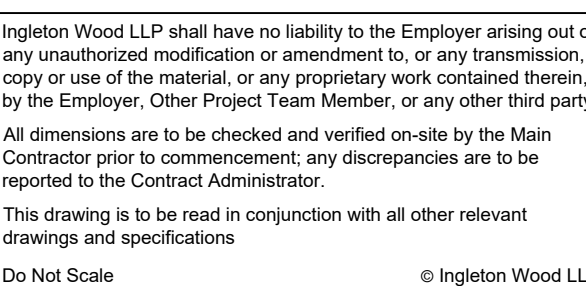 Ingleton Wood LLP shall have no liability to the Employer arising out o
any unauthorized modification or amendment to, or any transmission,
copy or use of the material, or any proprietary work contained therein,
by the Employer, Other Project Team Member, or any other third party
All dimensions are to be checked and verified on-site by the Main
Contractor prior to commencement; any discrepancies are to be
reported to the Contract Administrator.
This drawing is to be read in conjunction with all other relevant
drawings and specifications
Do Not Scale © Ingleton Wood LL